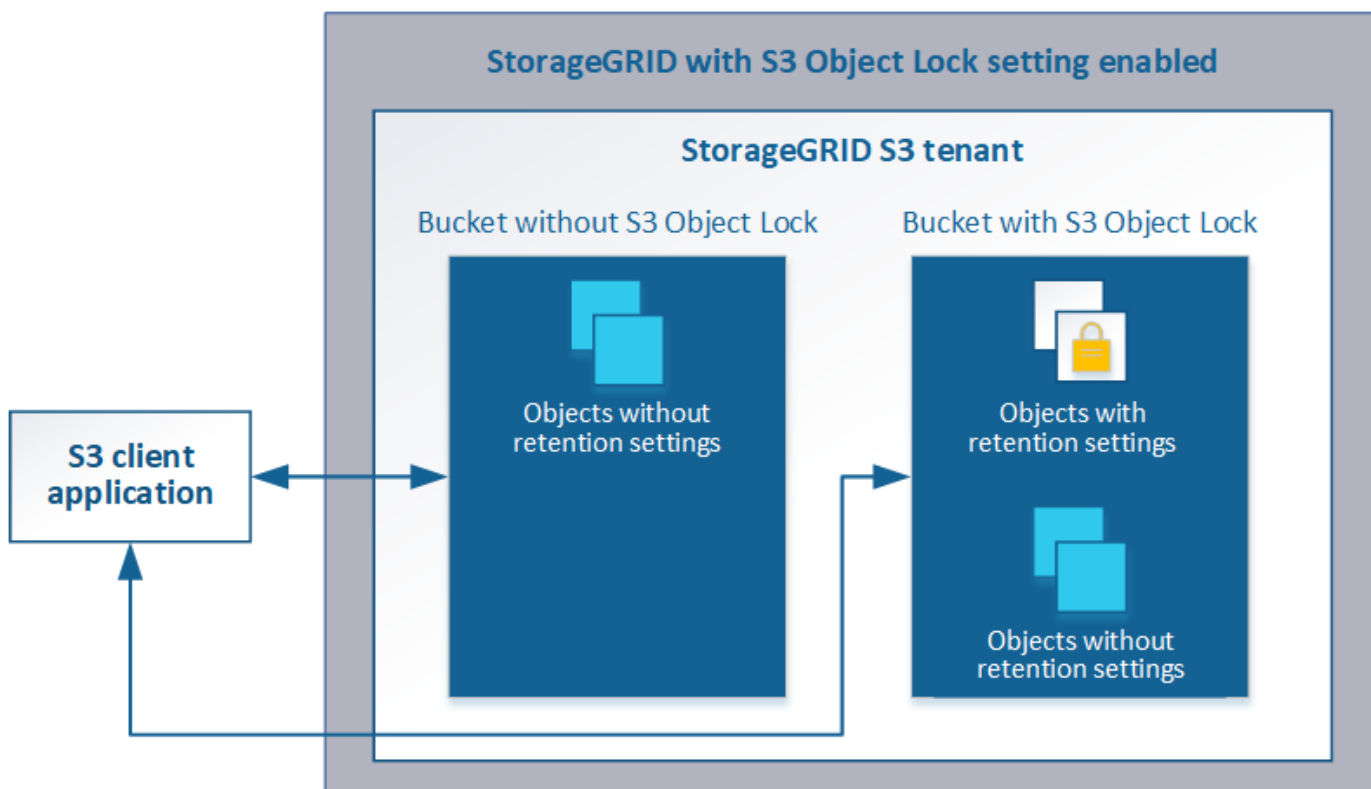 StorageGRID with S3 Object Lock setting enabled
StorageGRID S3 tenant
Bucket without S3 Object Lock
Bucket with S3 Object Lock
Objects without
retention settings
Objects with
retention settings
S3 client
application
Objects without
retention settings